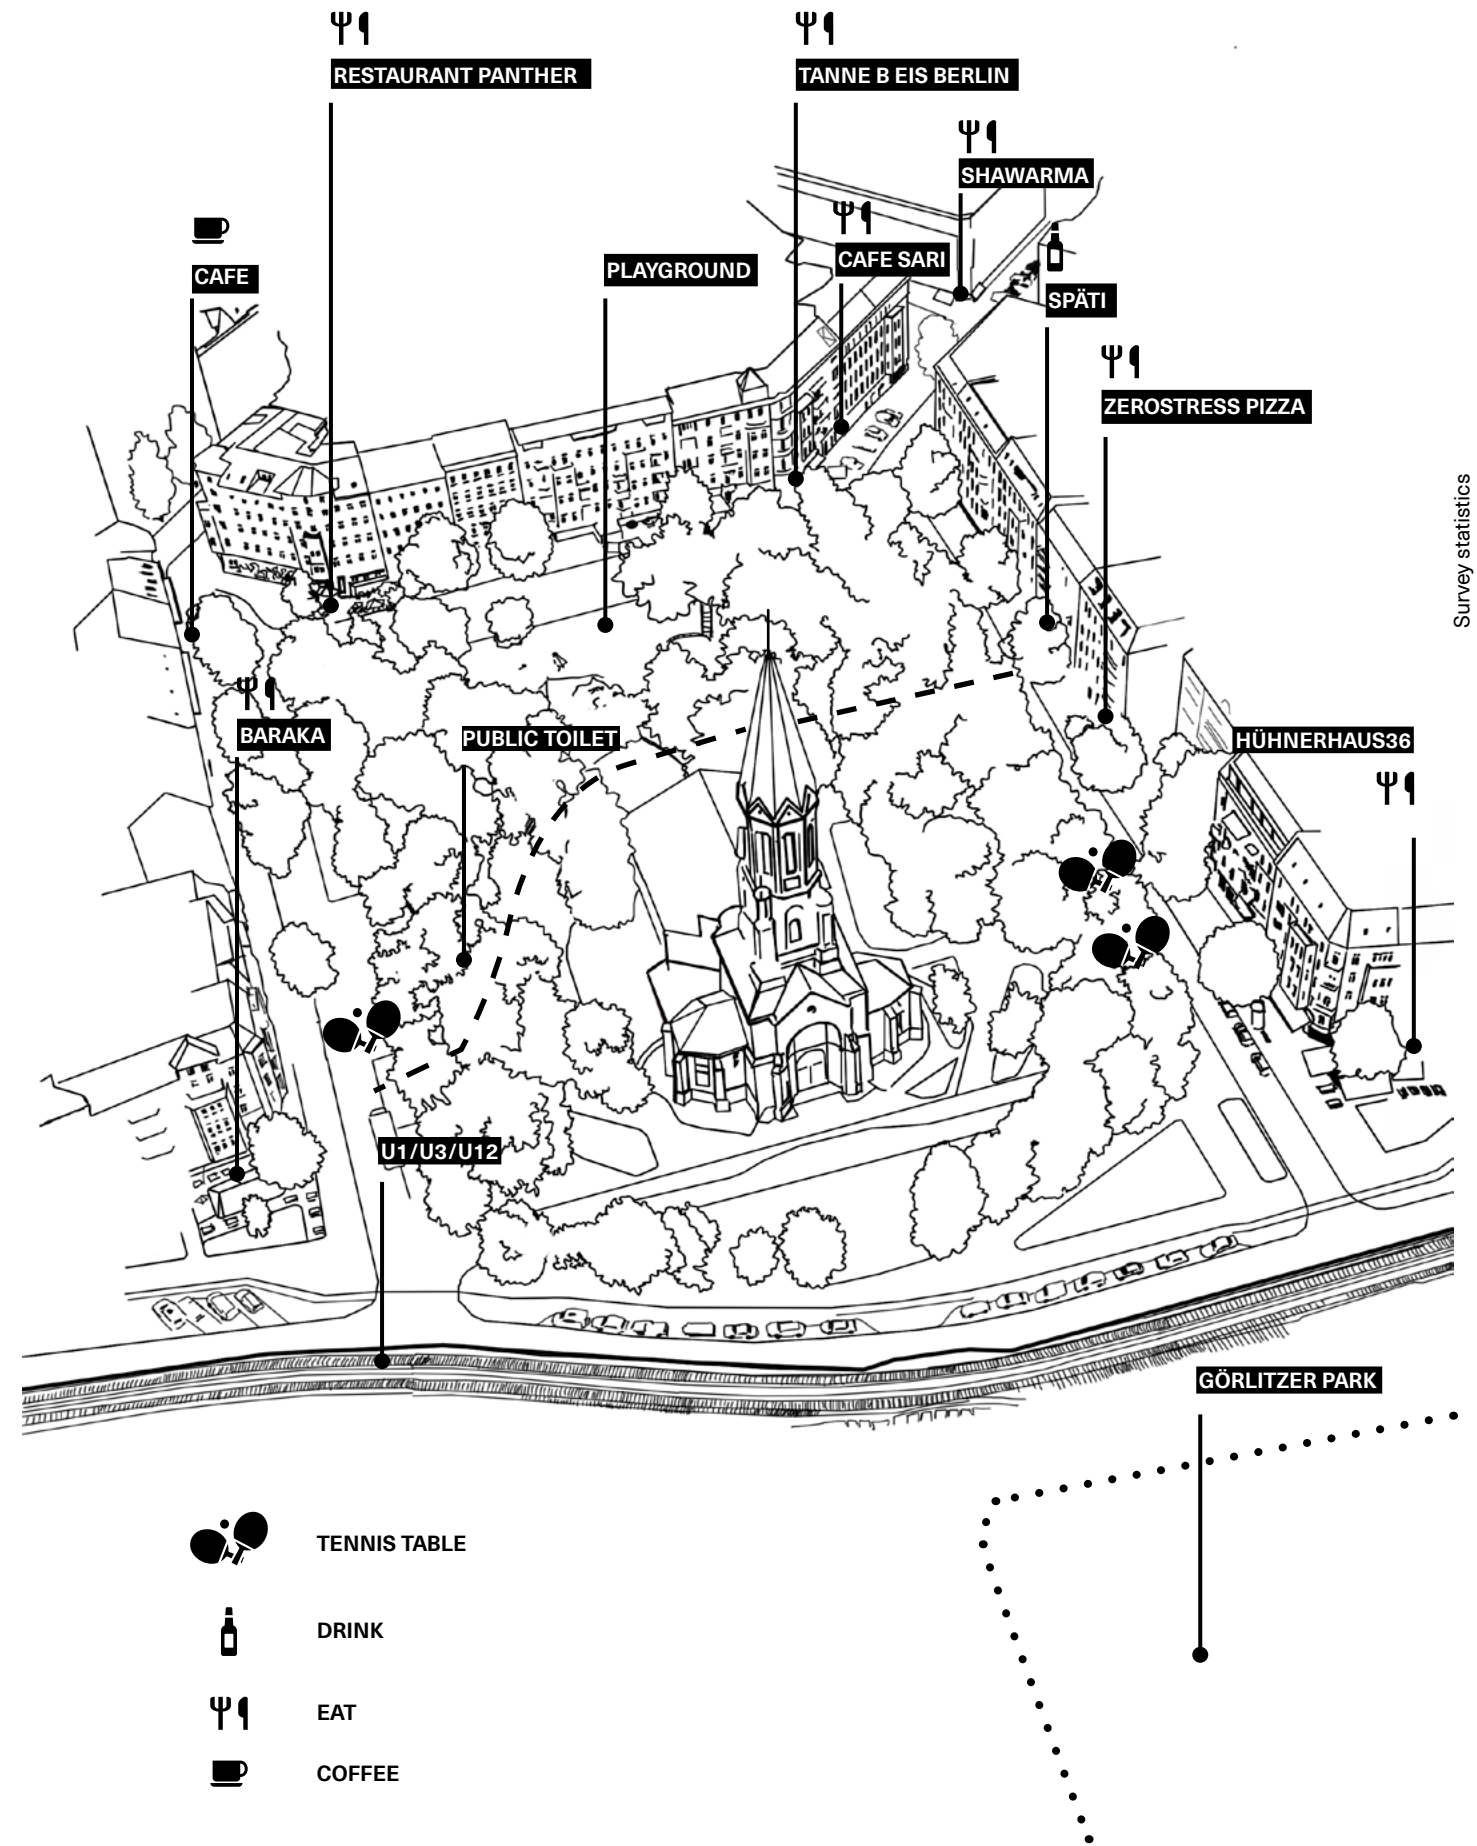 RESTAURANT PANTHER
TANNE B EIS BERLIN
SHAWARMA
CAFE SARI
PLAYGROUND
CAFE
SPÄTI
ZEROSTRESS PIZZA
Survey statistics
BARAKA
PUBLIC TOILET
HÜHNERHAUS36
U1/U3/U12
GÖRLITZER PARK
TENNIS TABLE
DRINK
EAT
COFFEE